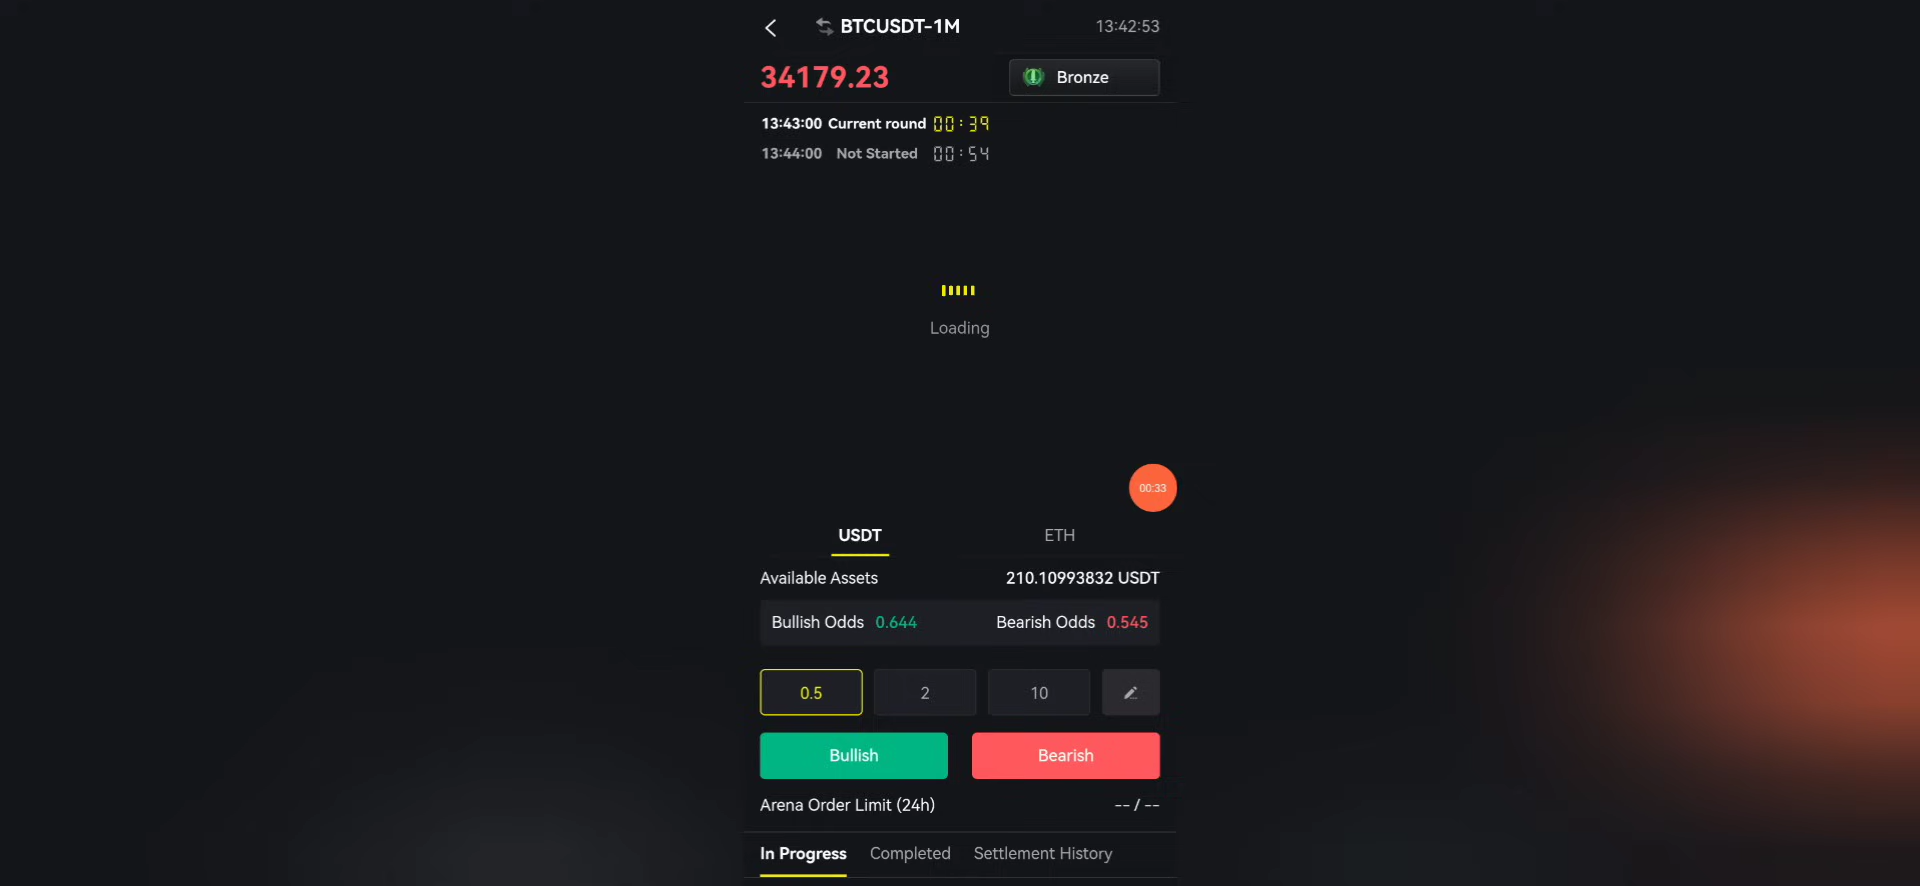 BTCUSDT-1M 13:42:53
34179.23 Bronze
13:43:00 Current round 00:39
13:44:00 Not Started 00:54
Loading
00:33
USDT ETH
Available Assets 210.10993832 USDT
Bullish Odds 0.644 Bearish Odds 0.545
0.5 2 10
Bullish Bearish
Arena Order Limit (24h) -- / --
In Progress Completed Settlement History